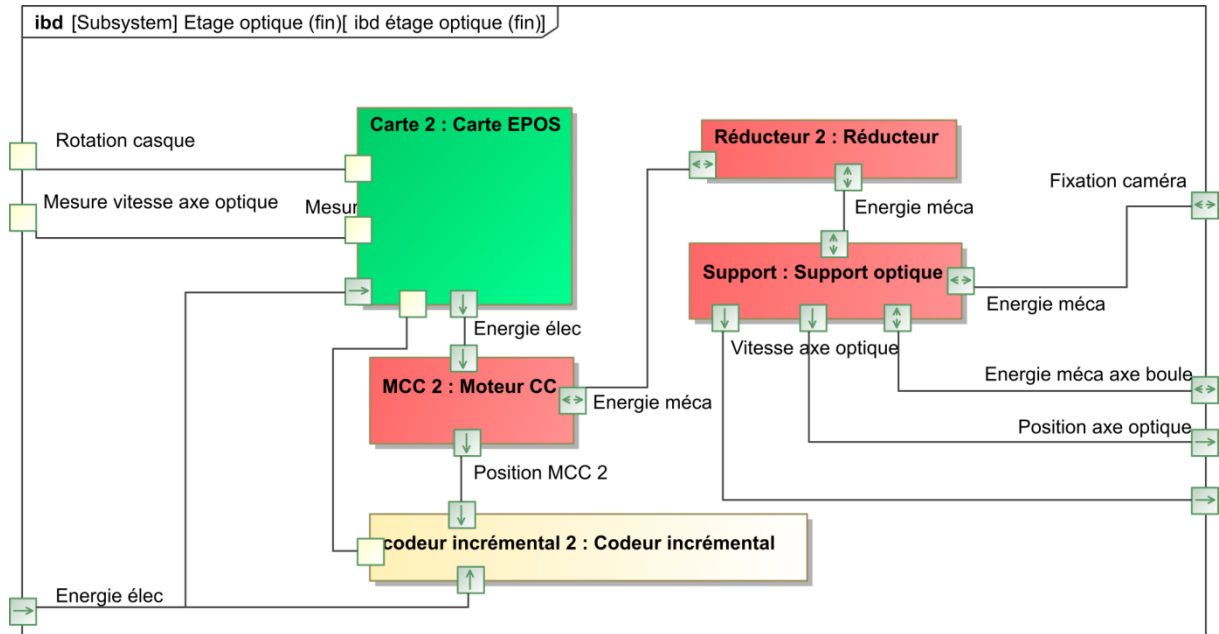 ibd [Subsystem] Etage optique (fin)[ ibd étage optique (fin)]
Carte 2 : Carte EPOS
Réducteur 2 : Réducteur
Rotation casque
Fixation caméra
Mesure vitesse axe optique
Mesur
Energie méca
Support : Support optique
Energie méca
Energie élec
Vitesse axe optique
MCC 2 : Moteur CC
Energie méca
Energie méca axe boule
Position axe optique
Position MCC 2
codeur incrémental 2 : Codeur incrémental
Energie élec